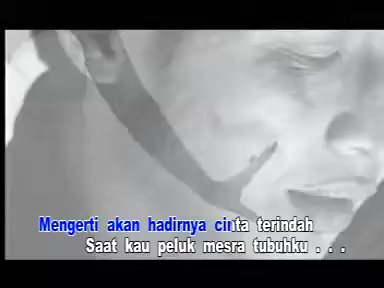 Mengerti akan hadirnya cinta terindah
Saat kau peluk mesra tubuhku . . .